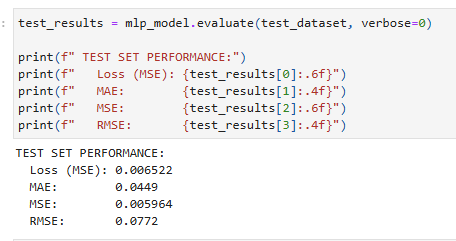 : test_results = mlp_model.evaluate(test_dataset, verbose=0)
print(f" TEST SET PERFORMANCE:")
print(f"   Loss (MSE): {test_results[0]:.6f}")
print(f"   MAE:        {test_results[1]:.4f}")
print(f"   MSE:        {test_results[2]:.6f}")
print(f"   RMSE:       {test_results[3]:.4f}")
TEST SET PERFORMANCE:
  Loss (MSE): 0.006522
  MAE:        0.0449
  MSE:        0.005964
  RMSE:       0.0772